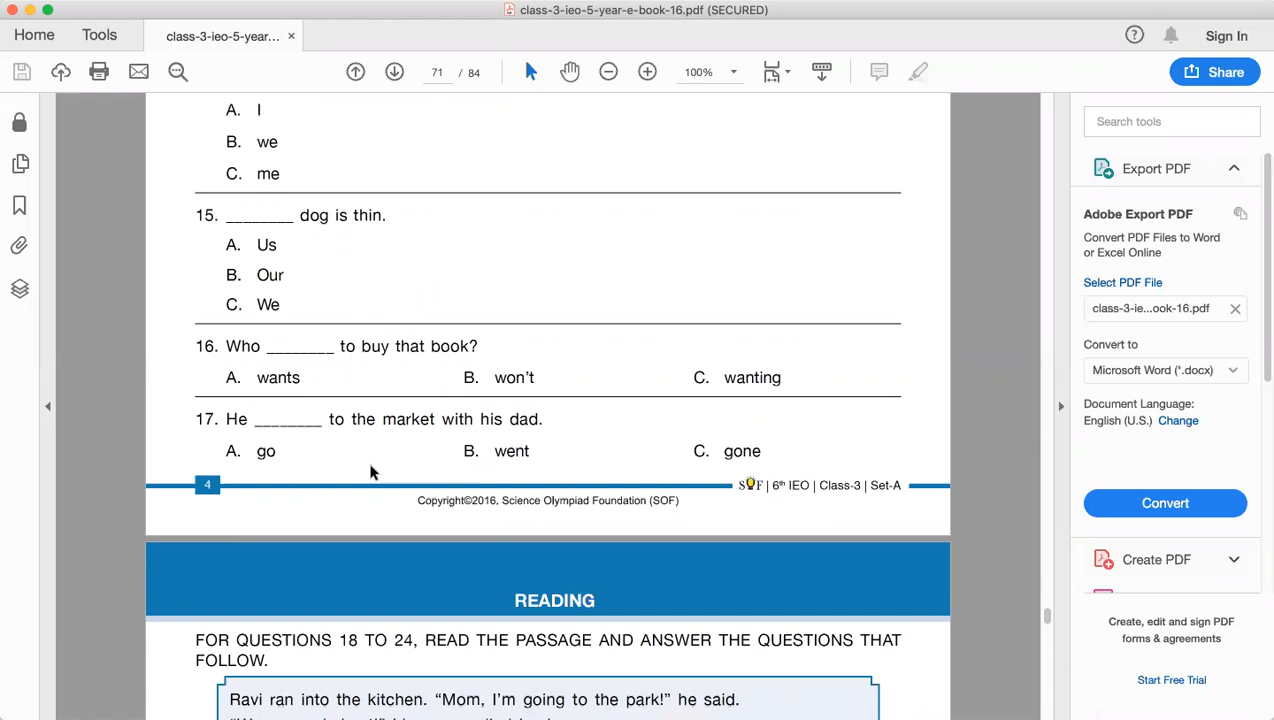 class-3-ieo-5-year-e-book-16.pdf (SECURED)
Home Tools class-3-ieo-5-year... × Sign In
71 / 84 100% Share
A. I
B. we
C. me
15. ________ dog is thin.
A. Us
B. Our
C. We
16. Who ________ to buy that book?
A. wants B. won't C. wanting
17. He ________ to the market with his dad.
A. go B. went C. gone
4 SOF | 6th IEO | Class-3 | Set-A
Copyright©2016, Science Olympiad Foundation (SOF)
READING
FOR QUESTIONS 18 TO 24, READ THE PASSAGE AND ANSWER THE QUESTIONS THAT
FOLLOW.
Ravi ran into the kitchen. “Mom, I'm going to the park!” he said.
Search tools
Export PDF
Adobe Export PDF
Convert PDF Files to Word
or Excel Online
Select PDF File
class-3-ie...ook-16.pdf
Convert to
Microsoft Word (*.docx)
Document Language:
English (U.S.) Change
Convert
Create PDF
Create, edit and sign PDF
forms & agreements
Start Free Trial